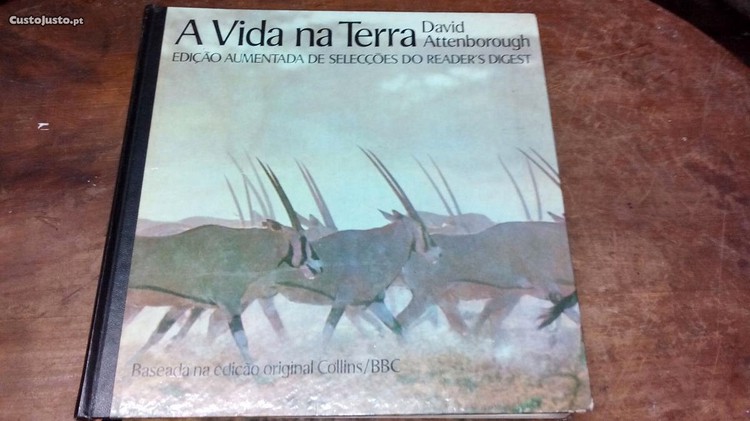 CustoJusto.pt
A Vida na Terra David Attenborough
EDIÇÃO AUMENTADA DE SELECÇÕES DO READER'S DIGEST
Baseada na edição original Collins/BBC